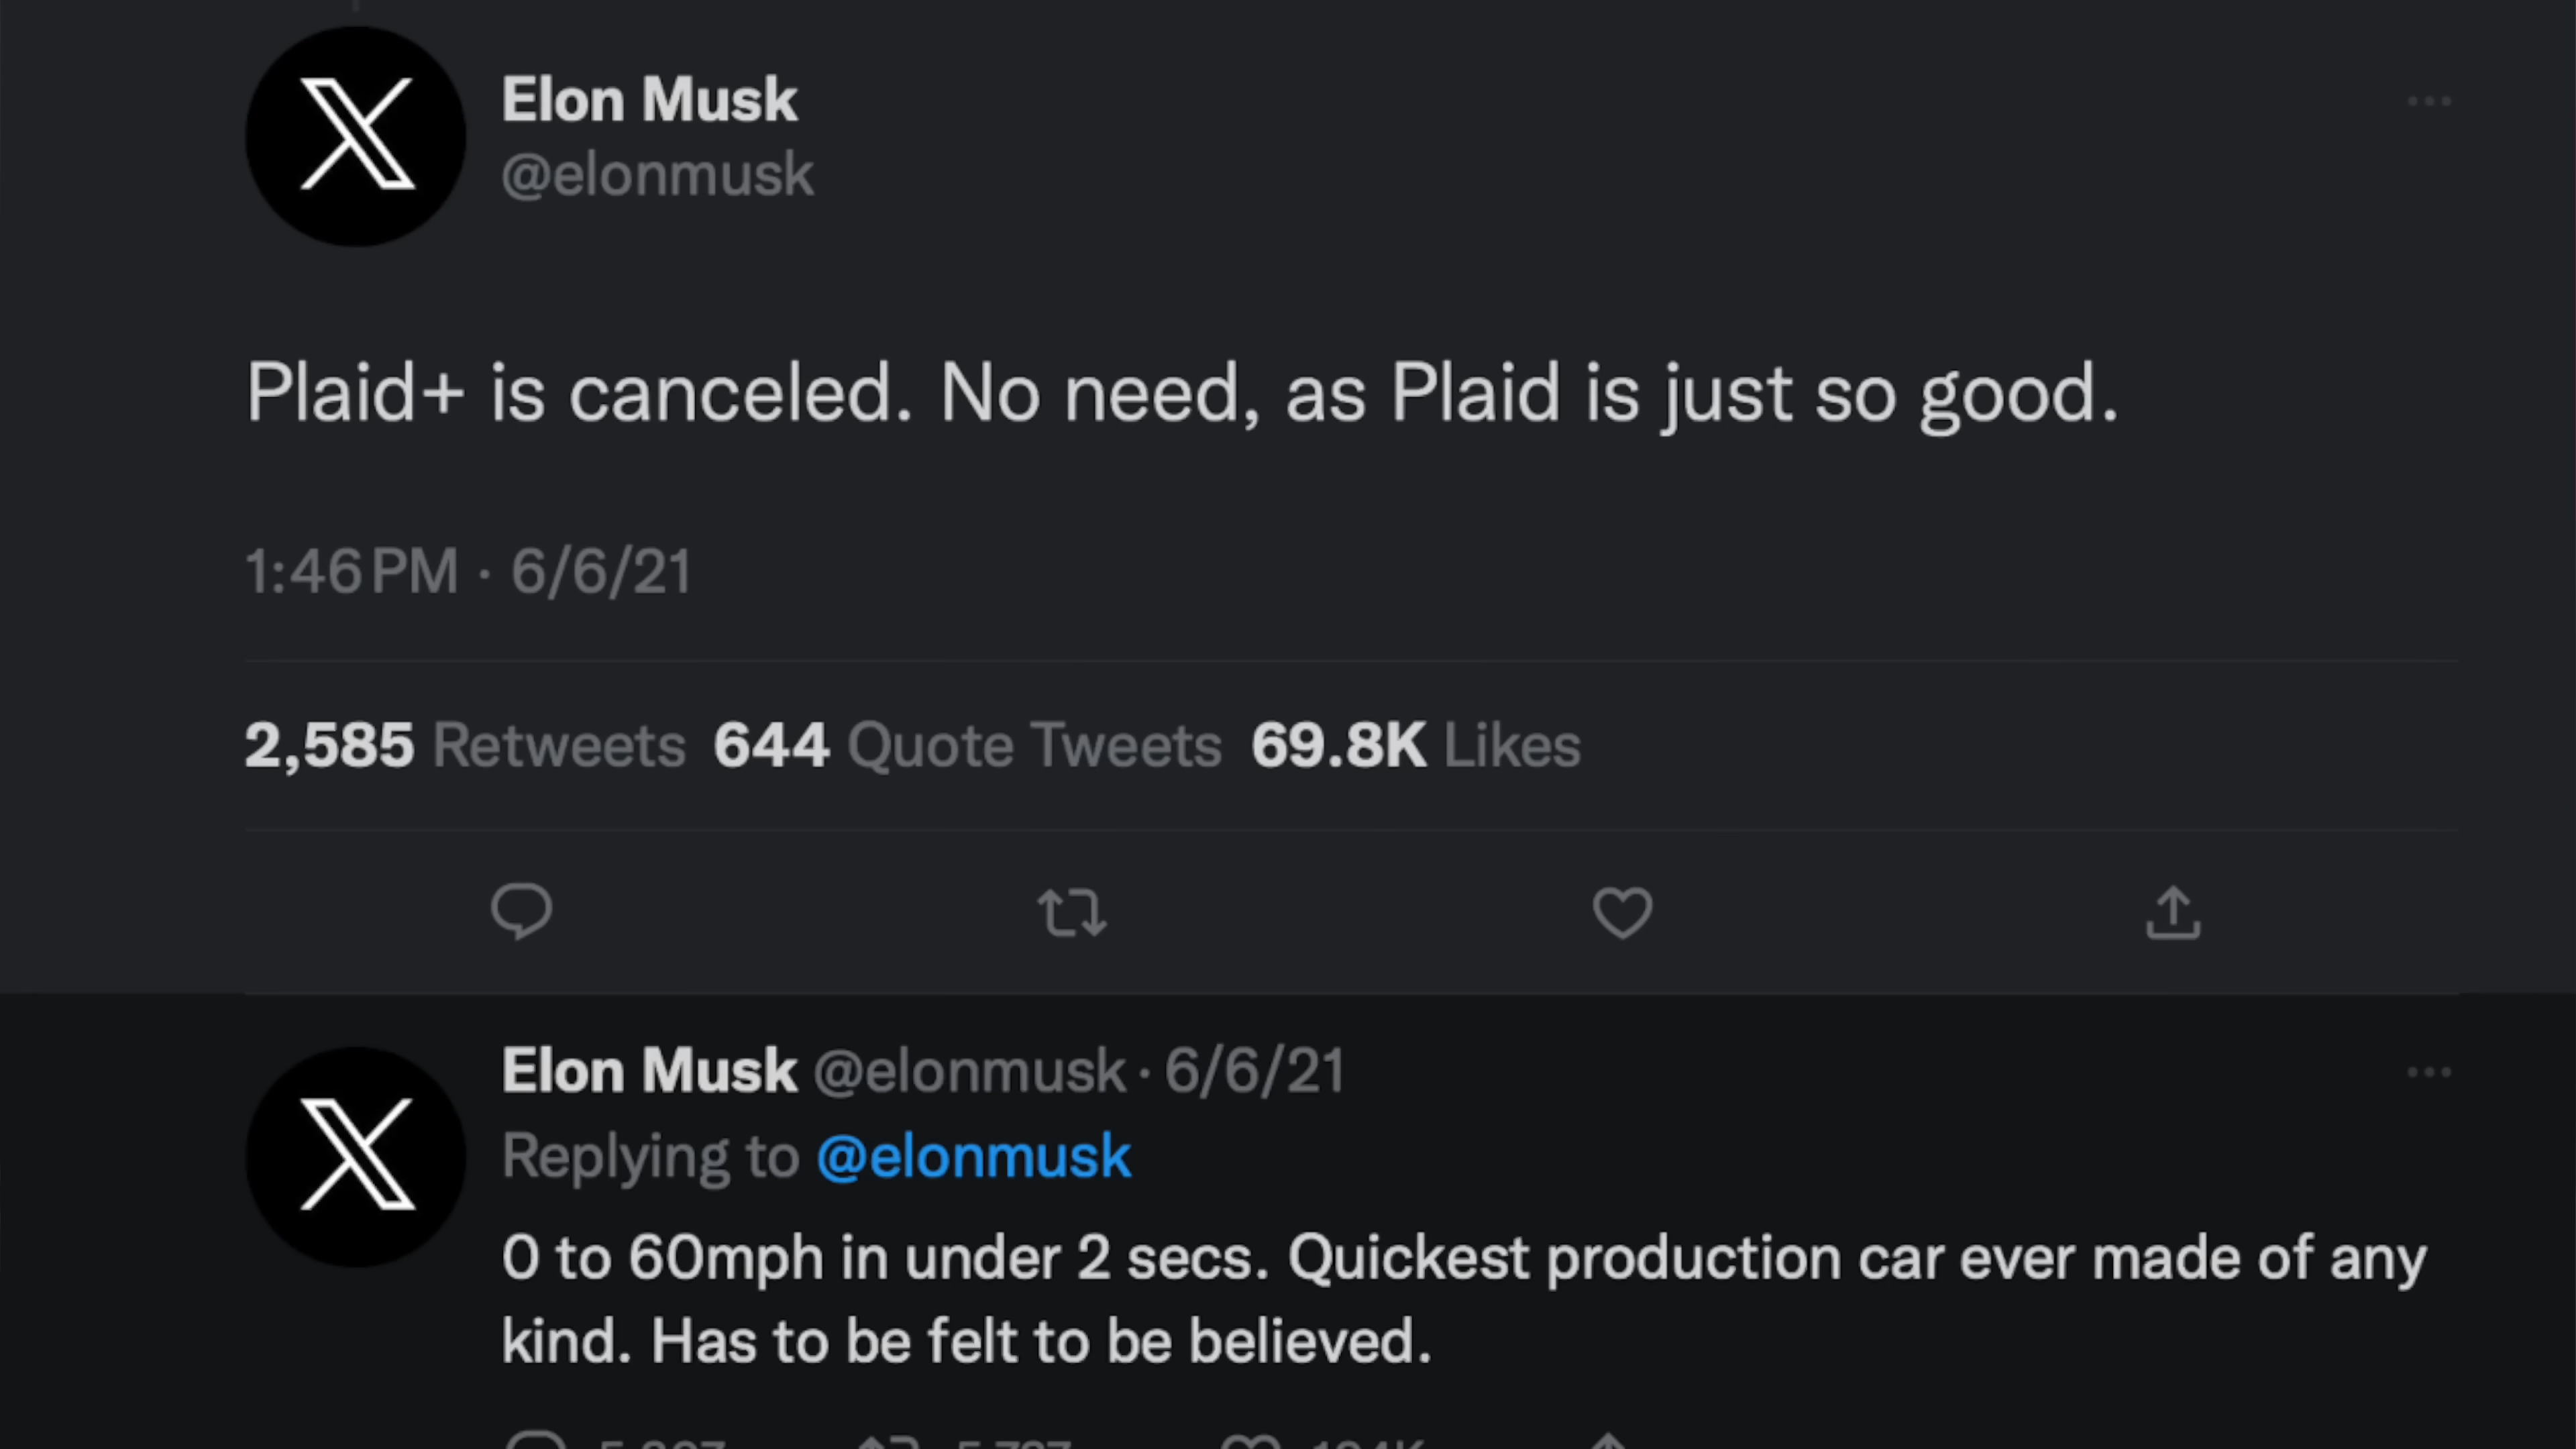 Elon Musk
@elonmusk
Plaid+ is canceled. No need, as Plaid is just so good.
1:46 PM · 6/6/21
2,585 Retweets 644 Quote Tweets 69.8K Likes
Elon Musk @elonmusk · 6/6/21
Replying to @elonmusk
0 to 60mph in under 2 secs. Quickest production car ever made of any
kind. Has to be felt to be believed.